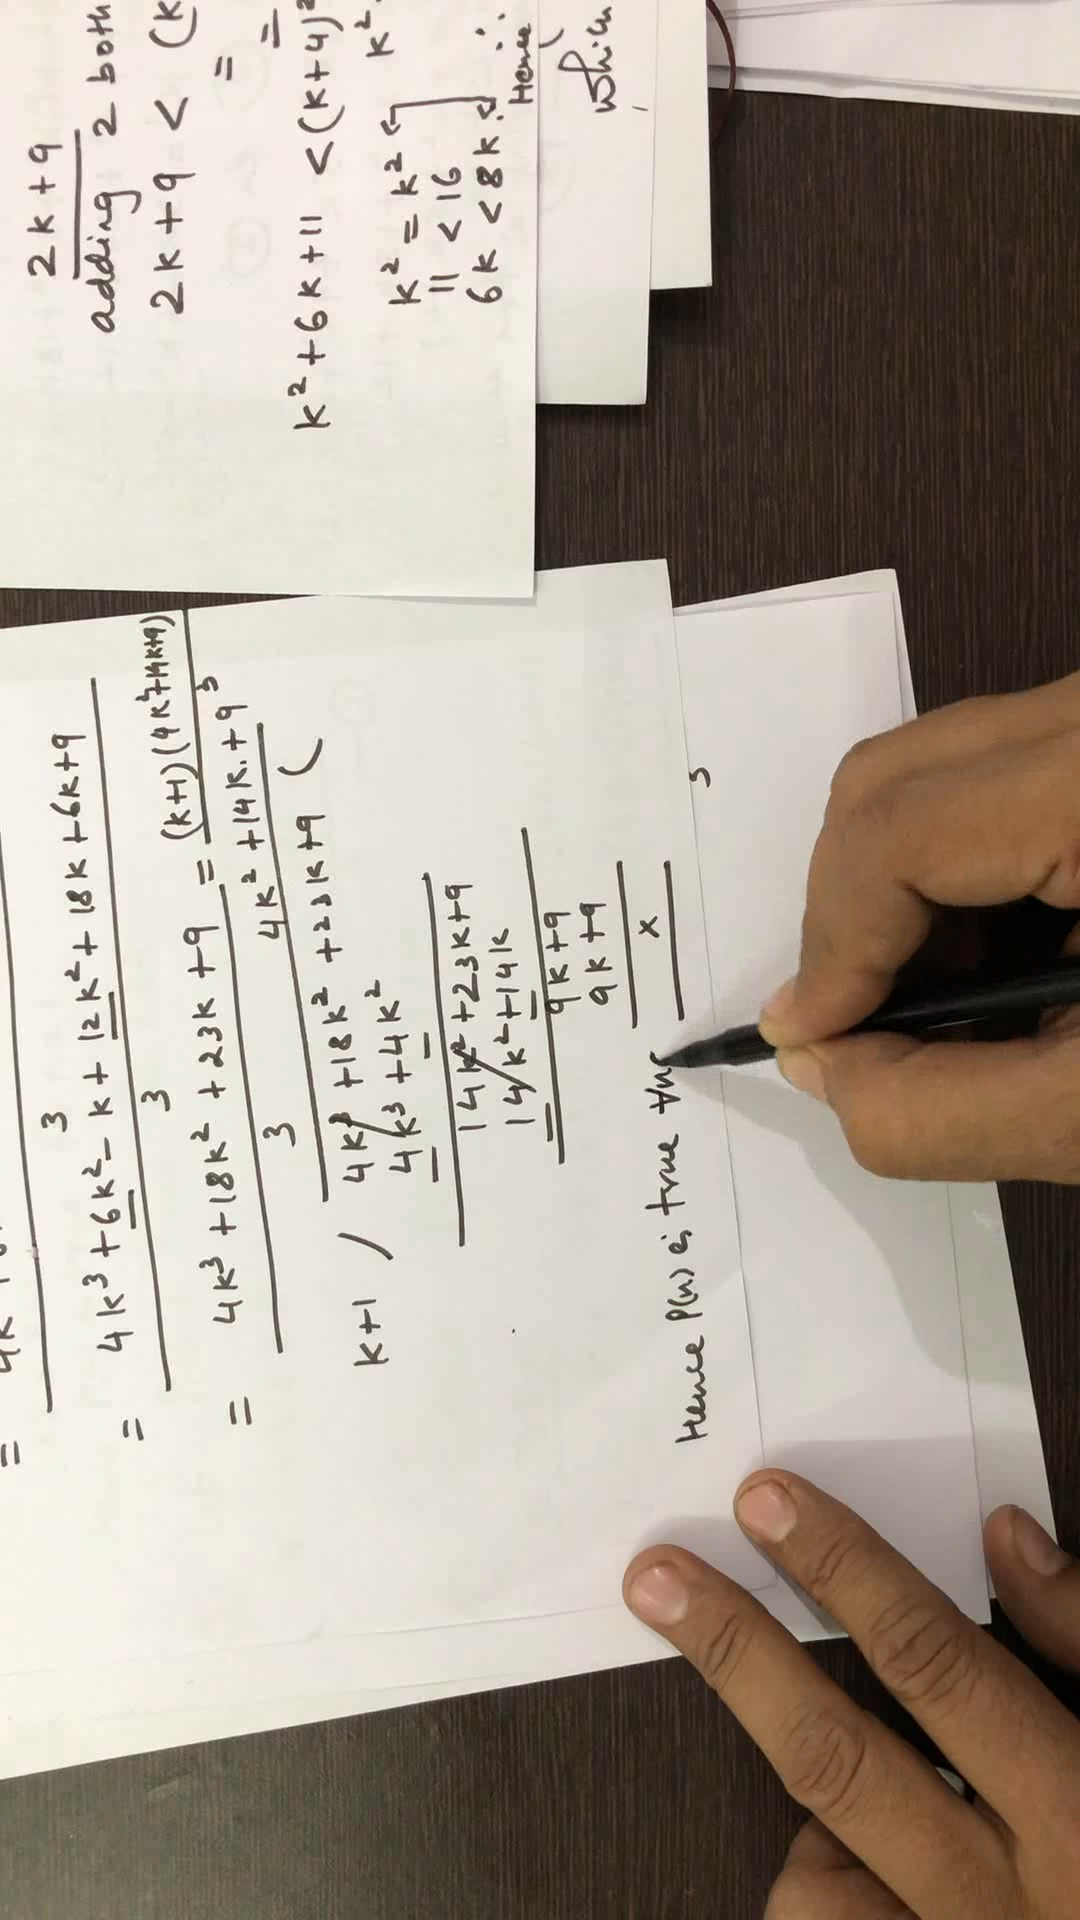 2k+9
adding 2 both
2k+9 < (k
=
=
k²+6k+11 < (k+4)²
k² = k²
k²
11 < 16
6k < 8k
∴
Hence
which
3
= 4k³+6k²-k+12k²+18k+6k+9
3
= 4k³+18k²+23k+9 = (k+1)(4k²+14k+9)
3
3
4k²+14k+9
k+1 / 4k³+18k²+23k+9 (
4k³+4k²
14k²+23k+9
14k²+14k
9k+9
9k+9
x
Hence P(n) is true